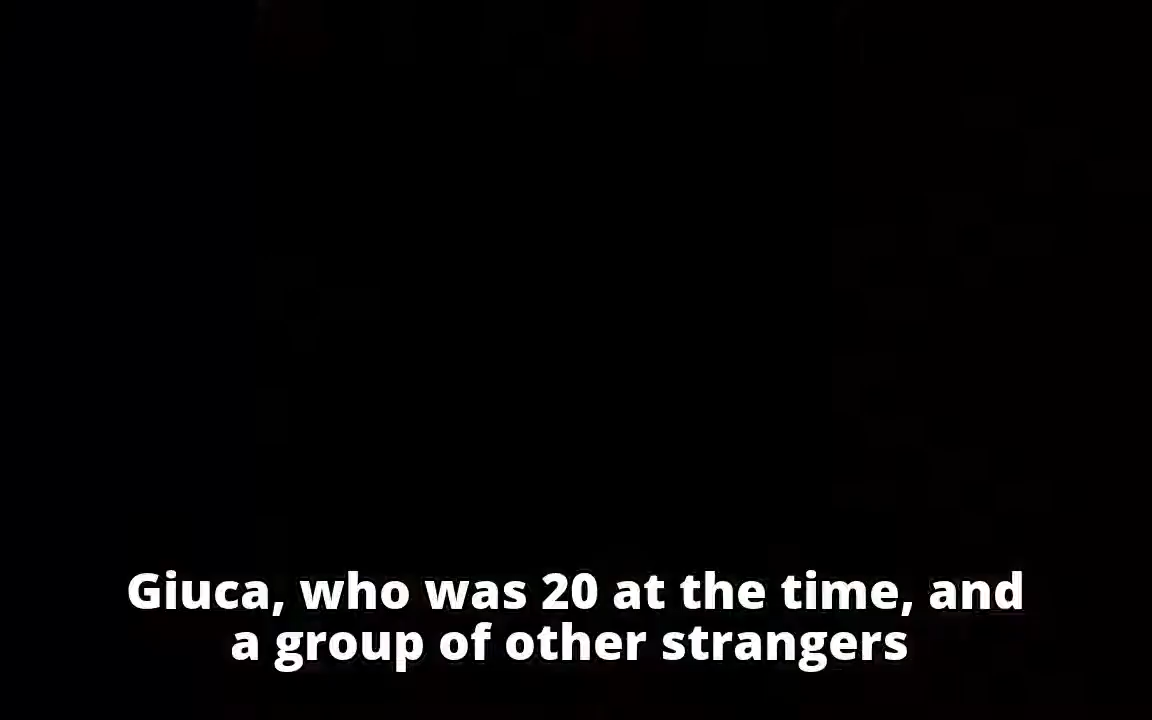 Giuca, who was 20 at the time, and
a group of other strangers